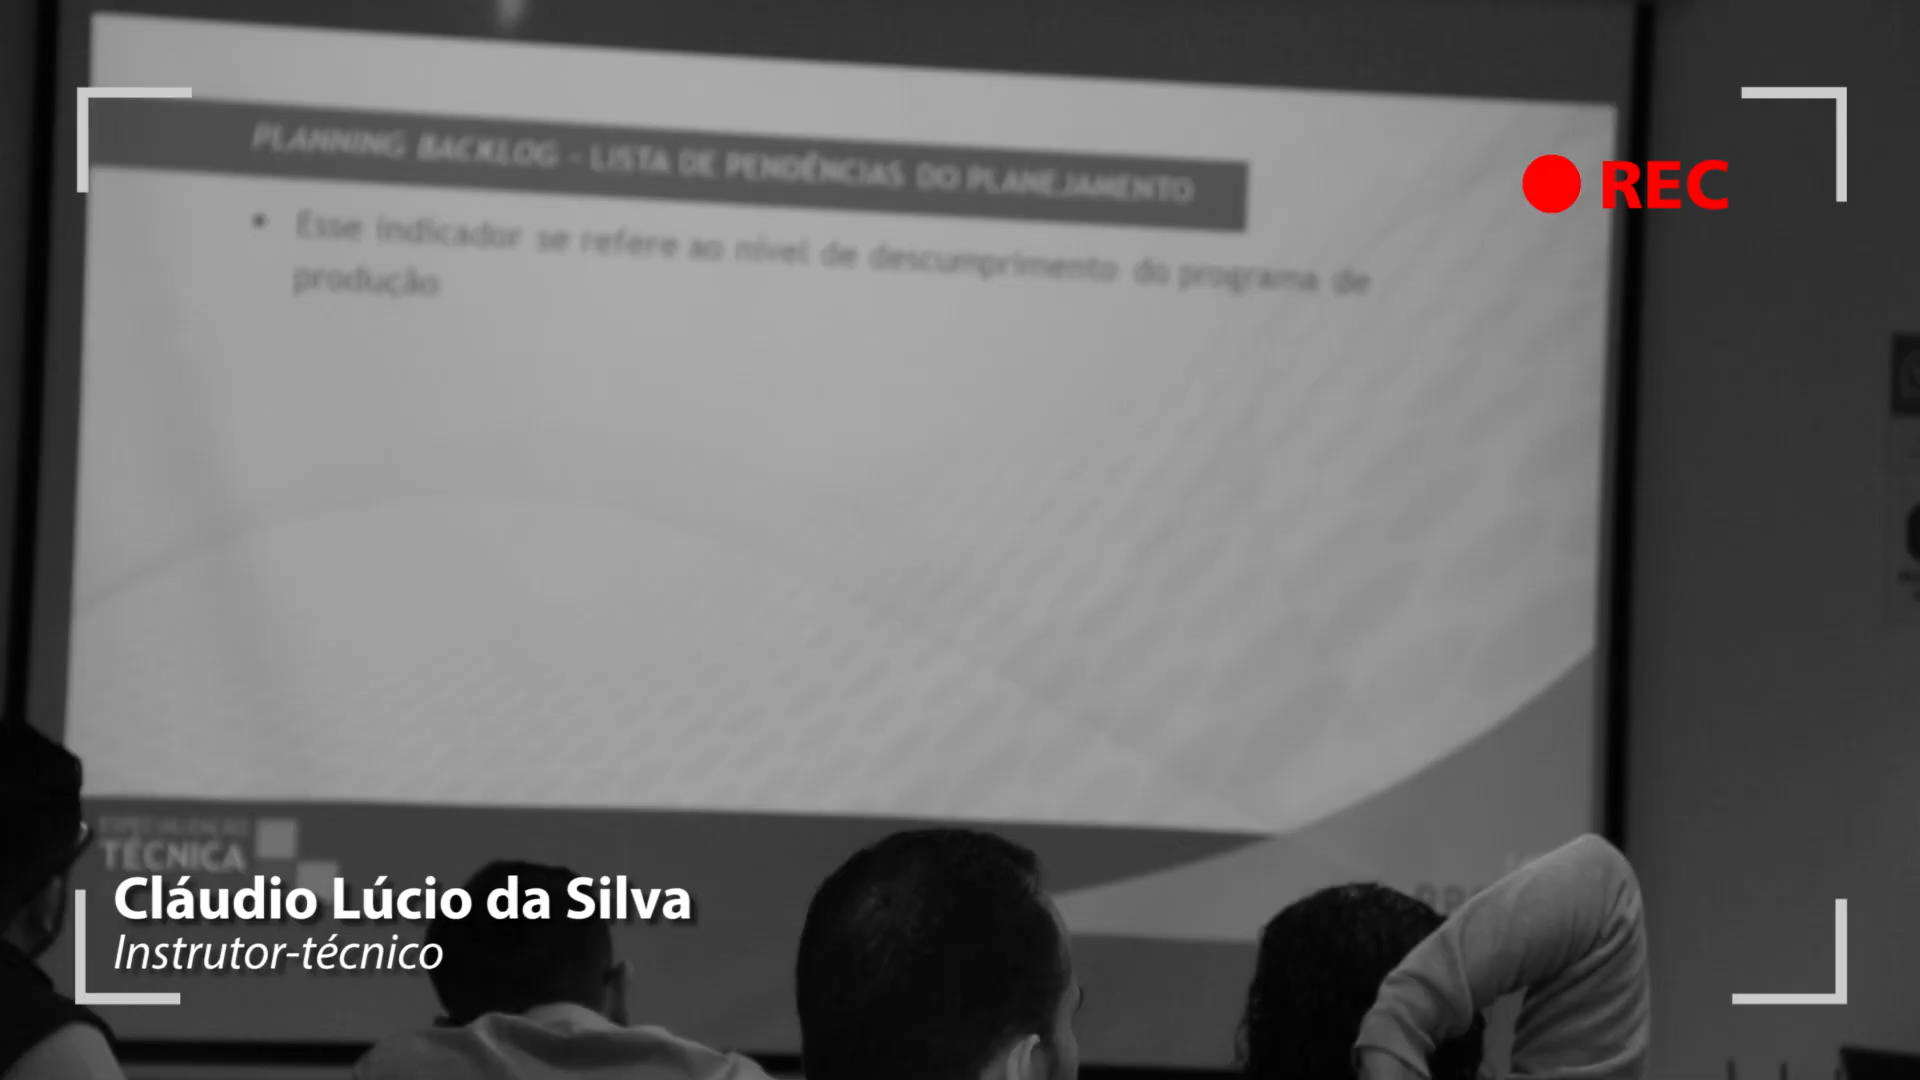 PLANNING BACKLOG - LISTA DE PENDÊNCIAS DO PLANEJAMENTO
REC
• Esse indicador se refere ao nível de descumprimento do programa de
produção
ESPECIALIZAÇÃO
TÉCNICA
Cláudio Lúcio da Silva
Instrutor-técnico